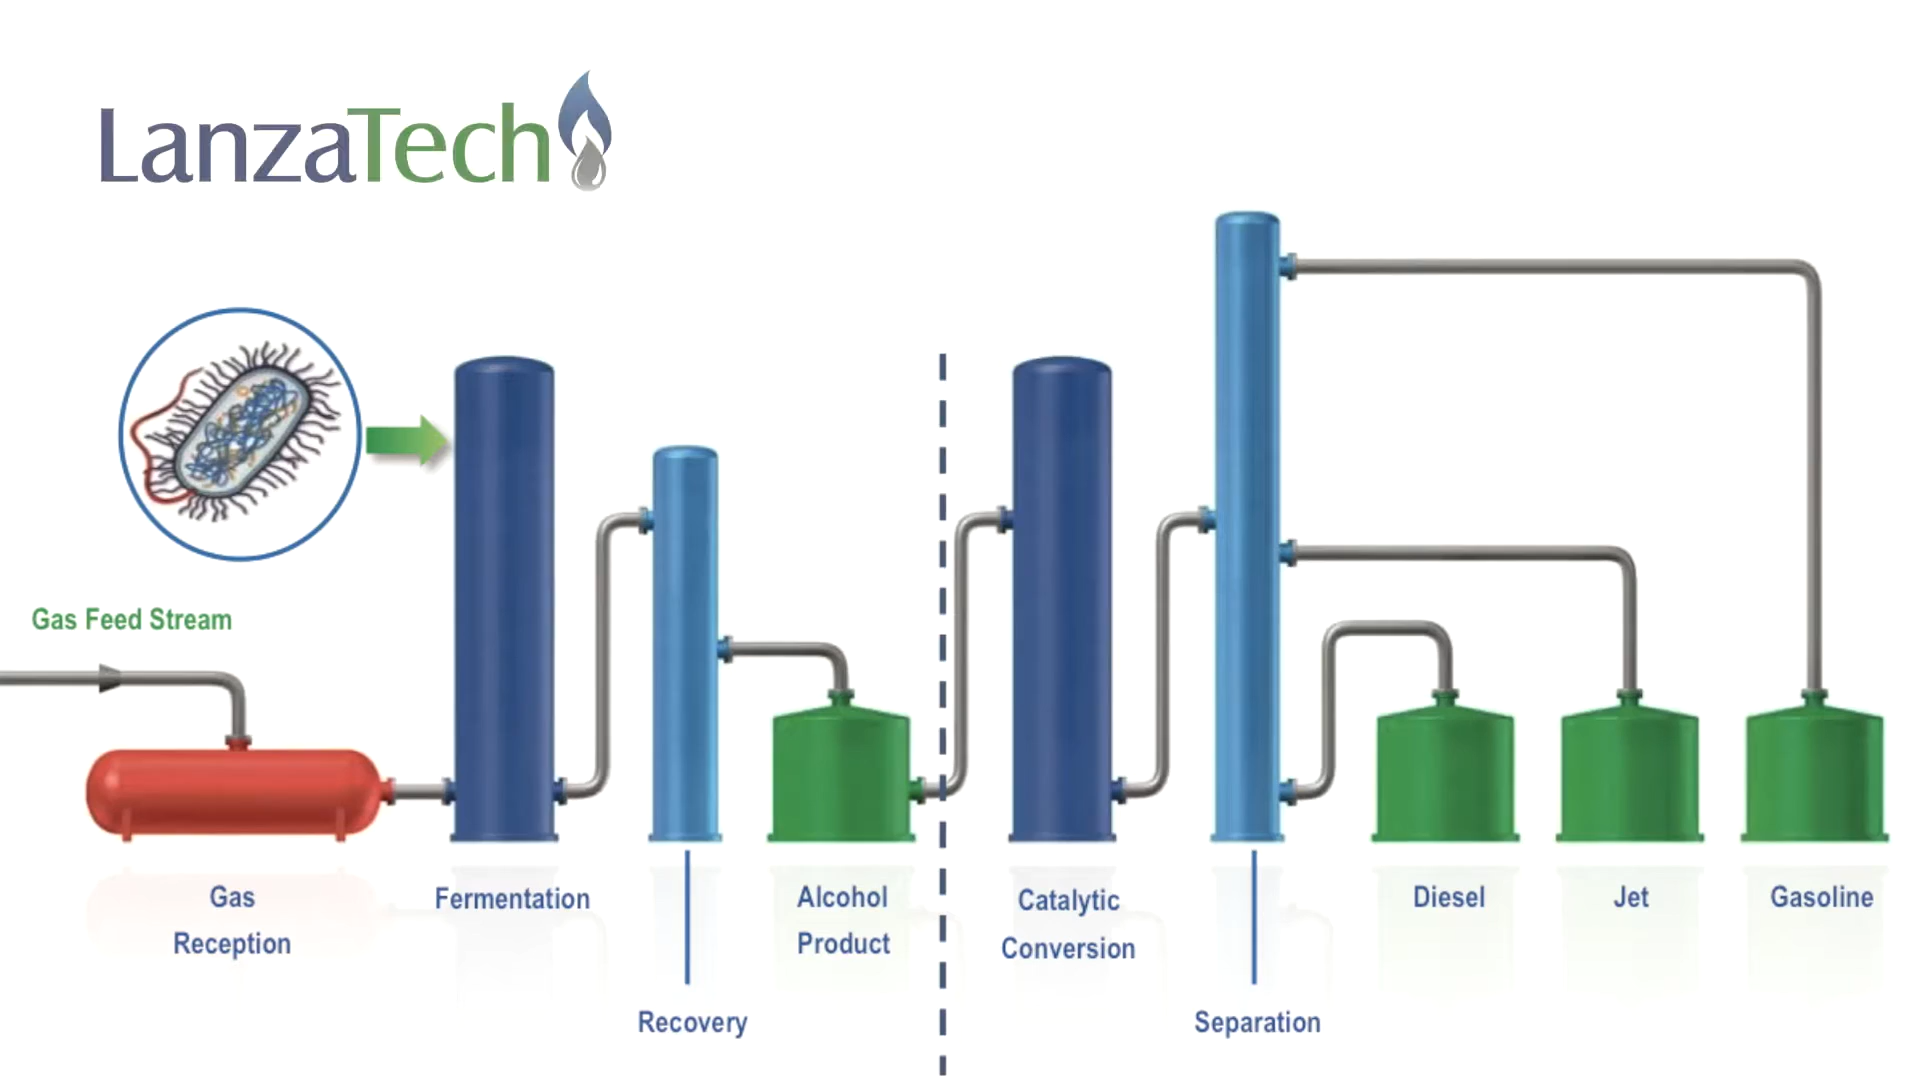 LanzaTech
Gas Feed Stream
Gas
Reception
Fermentation
Recovery
Alcohol
Product
Catalytic
Conversion
Separation
Diesel
Jet
Gasoline